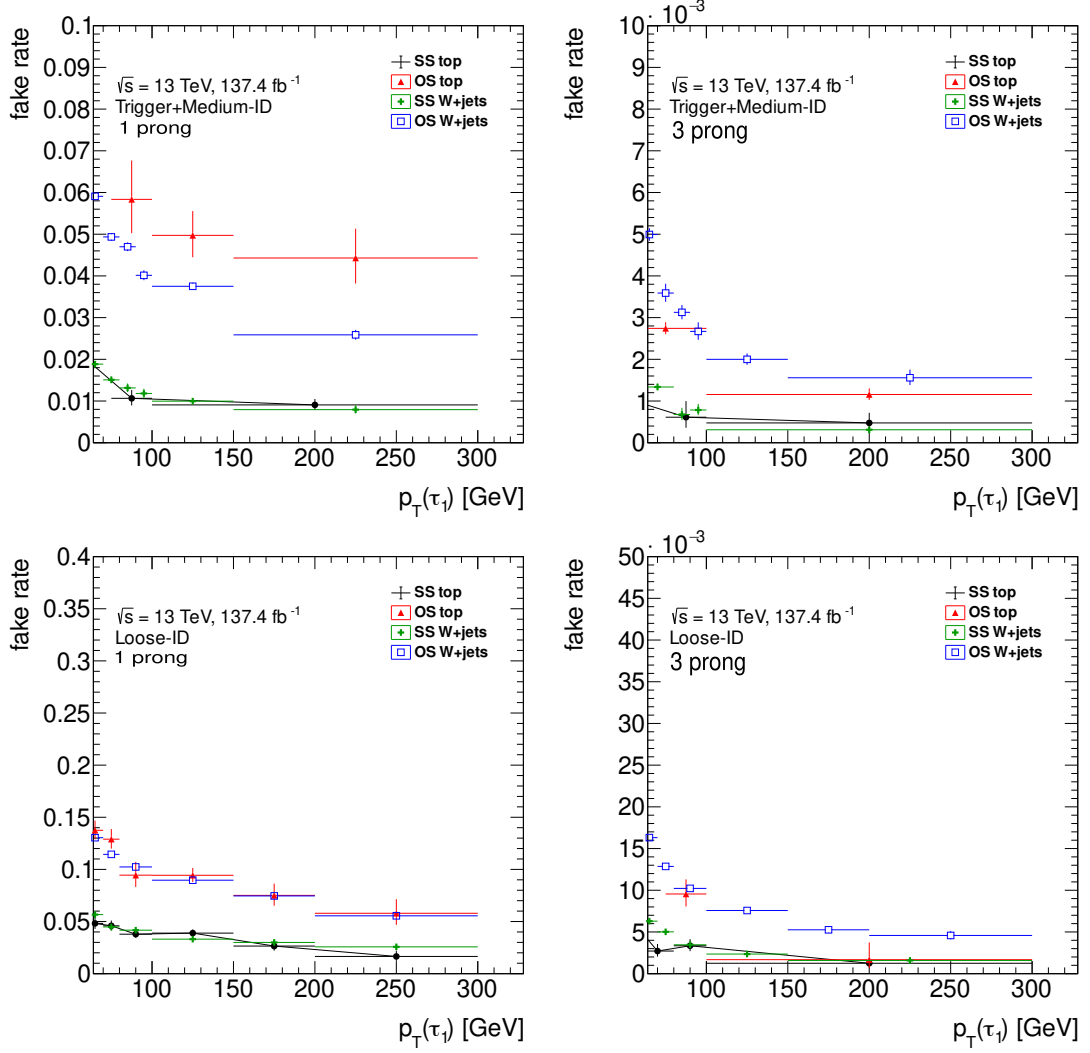 fake rate
0.1
0.09
0.08
0.07
0.06
0.05
0.04
0.03
0.02
0.01
0
√s = 13 TeV, 137.4 fb⁻¹
Trigger+Medium-ID
1 prong
SS top
OS top
SS W+jets
OS W+jets
100 150 200 250 300
p_T(τ₁) [GeV]
· 10⁻³
fake rate
10
9
8
7
6
5
4
3
2
1
0
√s = 13 TeV, 137.4 fb⁻¹
Trigger+Medium-ID
3 prong
SS top
OS top
SS W+jets
OS W+jets
100 150 200 250 300
p_T(τ₁) [GeV]
fake rate
0.4
0.35
0.3
0.25
0.2
0.15
0.1
0.05
0
√s = 13 TeV, 137.4 fb⁻¹
Loose-ID
1 prong
SS top
OS top
SS W+jets
OS W+jets
100 150 200 250 300
p_T(τ₁) [GeV]
· 10⁻³
fake rate
50
45
40
35
30
25
20
15
10
5
0
√s = 13 TeV, 137.4 fb⁻¹
Loose-ID
3 prong
SS top
OS top
SS W+jets
OS W+jets
100 150 200 250 300
p_T(τ₁) [GeV]